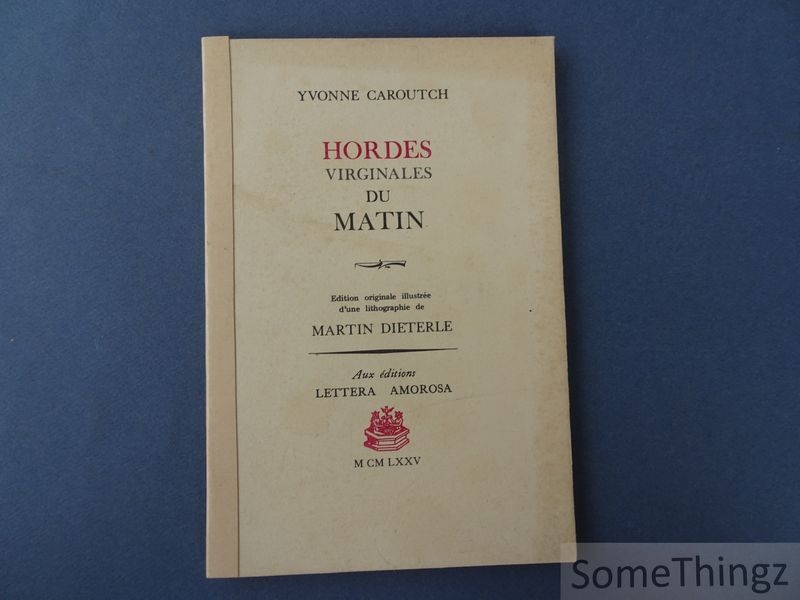 YVONNE CAROUTCH
HORDES
VIRGINALES
DU
MATIN
Edition originale illustrée
d'une lithographie de
MARTIN DIETERLE
Aux éditions
LETTERA AMOROSA
M CM LXXV
SomeThingz